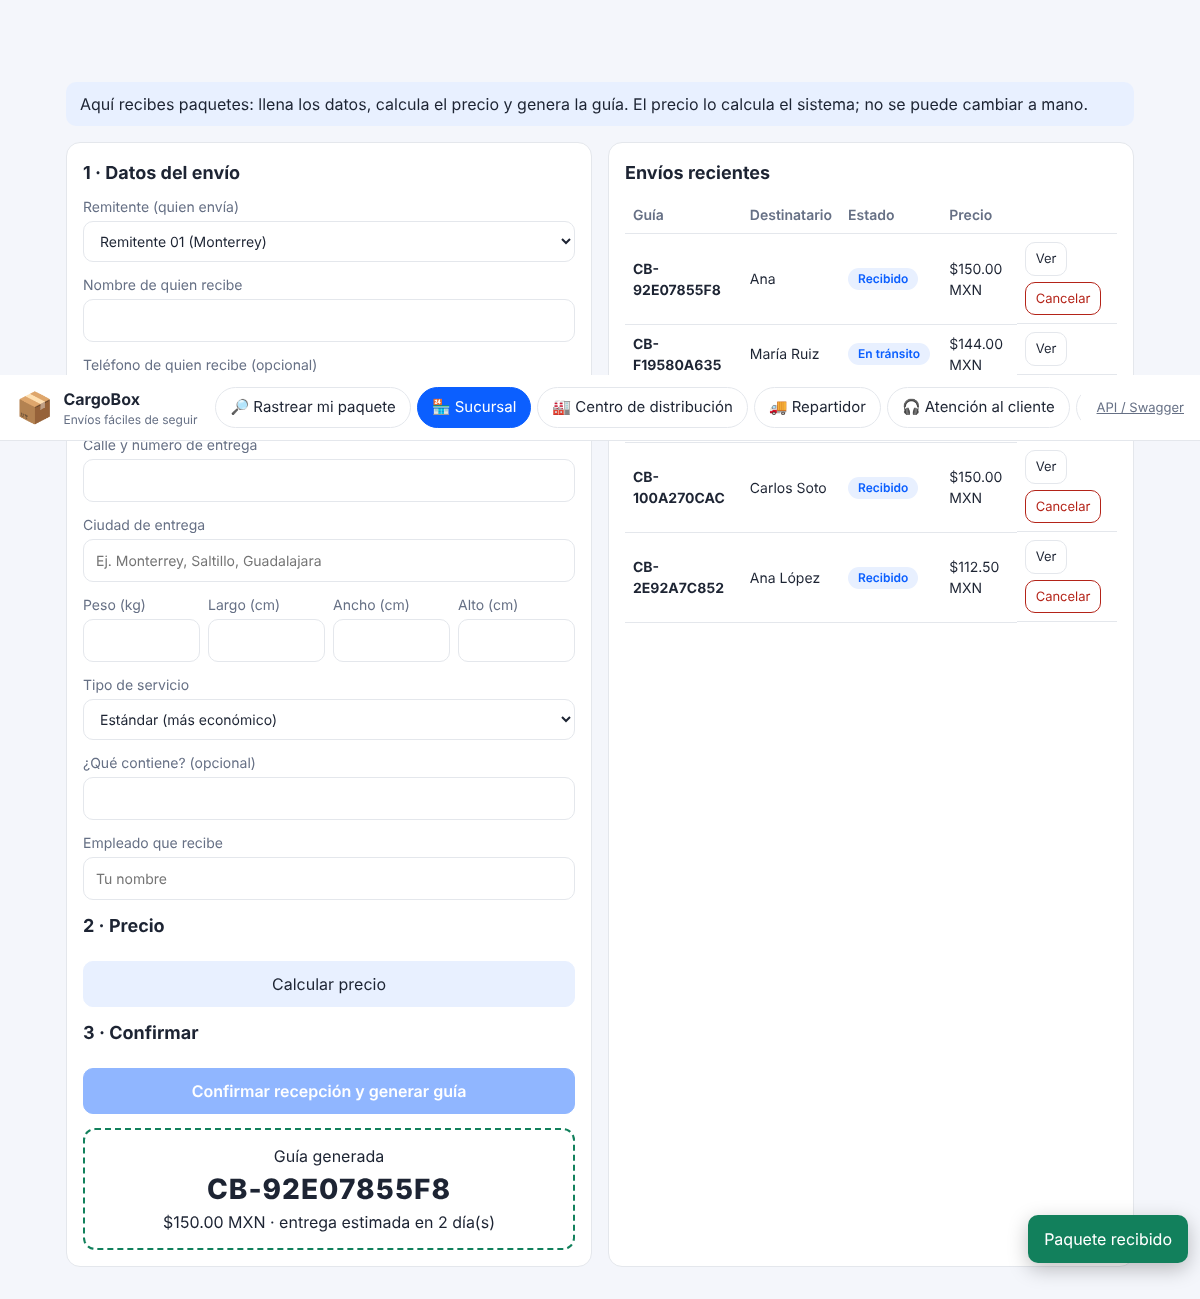 Aquí recibes paquetes: llena los datos, calcula el precio y genera la guía. El precio lo calcula el sistema; no se puede cambiar a mano.
1 · Datos del envío
Remitente (quien envía)
Remitente 01 (Monterrey)
Nombre de quien recibe
Teléfono de quien recibe (opcional)
CargoBox
Envíos fáciles de seguir
🔎 Rastrear mi paquete
🏪 Sucursal
🏭 Centro de distribución
🚚 Repartidor
🎧 Atención al cliente
API / Swagger
Calle y número de entrega
Ciudad de entrega
Ej. Monterrey, Saltillo, Guadalajara
Peso (kg) Largo (cm) Ancho (cm) Alto (cm)
Tipo de servicio
Estándar (más económico)
¿Qué contiene? (opcional)
Empleado que recibe
Tu nombre
2 · Precio
Calcular precio
3 · Confirmar
Confirmar recepción y generar guía
Guía generada
CB-92E07855F8
$150.00 MXN · entrega estimada en 2 día(s)
Envíos recientes
Guía Destinatario Estado Precio
CB-
92E07855F8
Ana
Recibido
$150.00
MXN
Ver
Cancelar
CB-
F19580A635
María Ruiz
En tránsito
$144.00
MXN
Ver
CB-
100A270CAC
Carlos Soto
Recibido
$150.00
MXN
Ver
Cancelar
CB-
2E92A7C852
Ana López
Recibido
$112.50
MXN
Ver
Cancelar
Paquete recibido